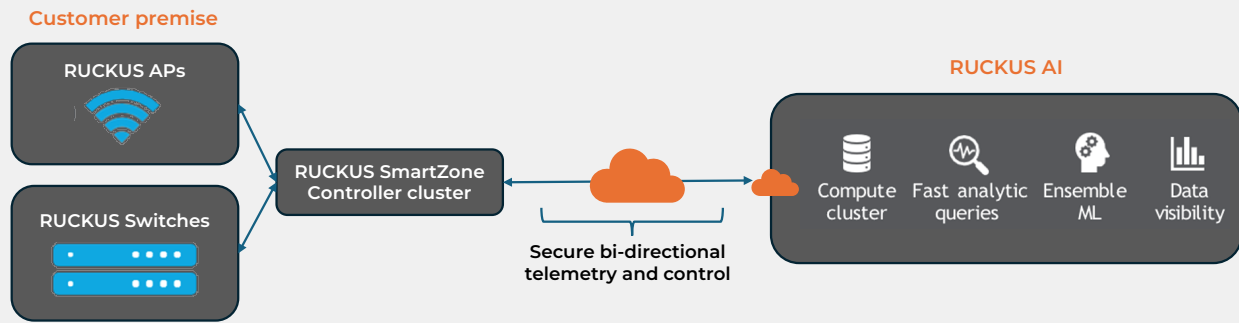 Customer premise
RUCKUS APs
RUCKUS Switches
RUCKUS SmartZone
Controller cluster
Secure bi-directional
telemetry and control
RUCKUS AI
Compute
cluster
Fast analytic
queries
Ensemble
ML
Data
visibility